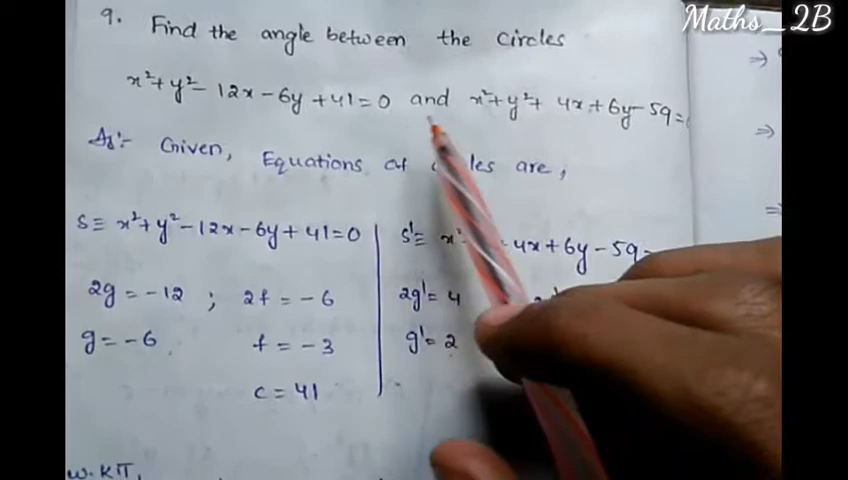 Maths_2B
9. Find the angle between the circles
x²+y²-12x-6y+41=0 and x²+y²+ 4x+6y-59=
As:- Given, Equations of are,
S≡ x²+y²-12x-6y+41=0
2g = -12 ; 2f = -6
g = -6 f = -3
c = 41
S'≡ 4x+6y-59
2g'= 4
g'= 2
W.K.T,